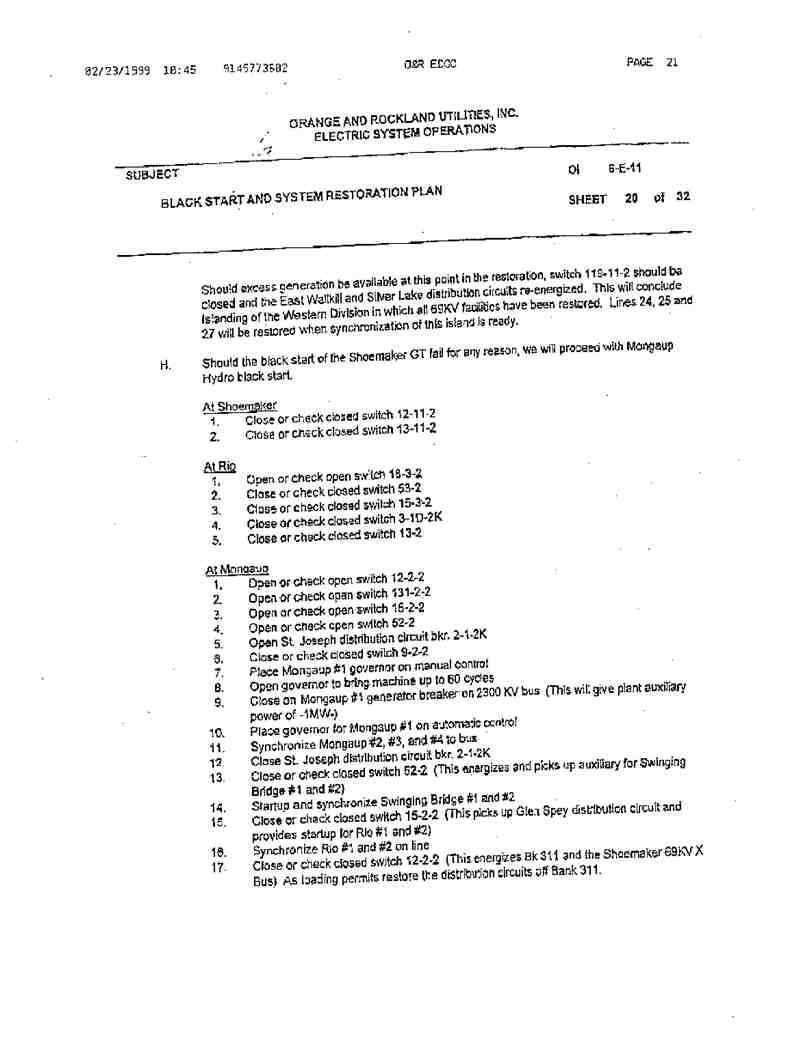 02/23/1999 10:45 9145773602 O&R EDCC PAGE 21
ORANGE AND ROCKLAND UTILITIES, INC.
ELECTRIC SYSTEM OPERATIONS
SUBJECT OI 6-E-11
BLACK START AND SYSTEM RESTORATION PLAN SHEET 20 of 32
Should excess generation be available at this point in the restoration, switch 119-11-2 should be
closed and the East Wallkill and Silver Lake distribution circuits re-energized. This will conclude
islanding of the Western Division in which all 69KV facilities have been restored. Lines 24, 25 and
27 will be restored when synchronization of this island is ready.
H. Should the black start of the Shoemaker GT fail for any reason, we will proceed with Mongaup
Hydro black start.
At Shoemaker
1. Close or check closed switch 12-11-2
2. Close or check closed switch 13-11-2
At Rio
1. Open or check open switch 16-3-2
2. Close or check closed switch 53-2
3. Close or check closed switch 15-3-2
4. Close or check closed switch 3-1D-2K
5. Close or check closed switch 13-2
At Mongaup
1. Open or check open switch 12-2-2
2. Open or check open switch 131-2-2
3. Open or check open switch 15-2-2
4. Open or check open switch 52-2
5. Open St. Joseph distribution circuit bkr. 2-1-2K
6. Close or check closed switch 9-2-2
7. Place Mongaup #1 governor on manual control
8. Open governor to bring machine up to 60 cycles
9. Close on Mongaup #1 generator breaker on 2300 KV bus (This will give plant auxiliary
power of -1MW-)
10. Place governor for Mongaup #1 on automatic control
11. Synchronize Mongaup #2, #3, and #4 to bus
12. Close St. Joseph distribution circuit bkr. 2-1-2K
13. Close or check closed switch 52-2 (This energizes and picks up auxiliary for Swinging
Bridge #1 and #2)
14. Startup and synchronize Swinging Bridge #1 and #2
15. Close or check closed switch 15-2-2 (This picks up Glen Spey distribution circuit and
provides startup for Rio #1 and #2)
16. Synchronize Rio #1 and #2 on line
17. Close or check closed switch 12-2-2 (This energizes Bk 311 and the Shoemaker 69KV X
Bus) As loading permits restore the distribution circuits off Bank 311.